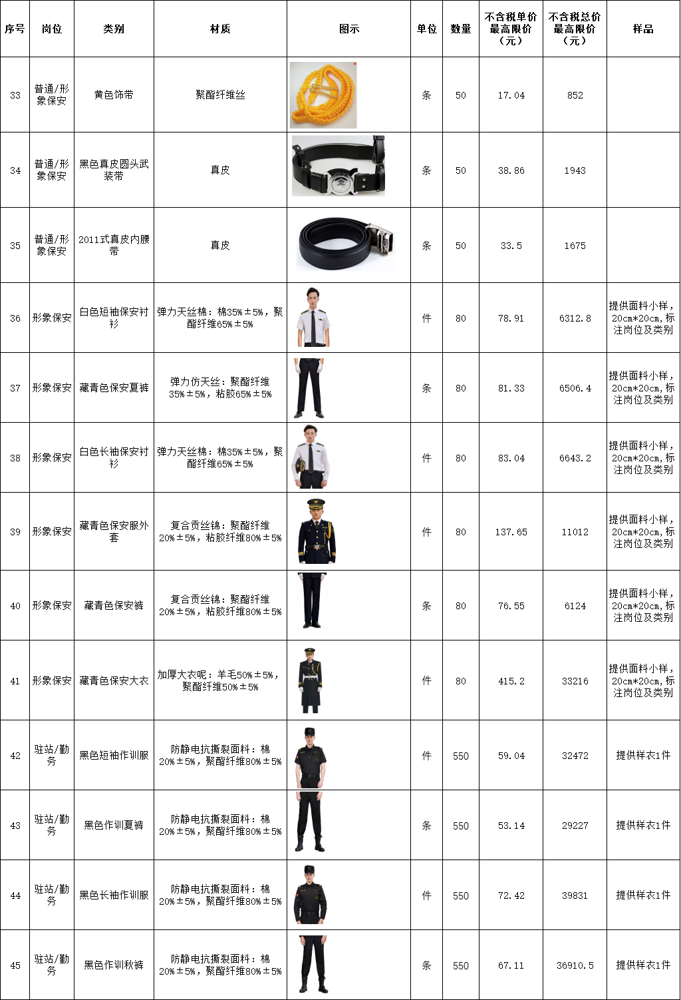 序号 岗位 类别 材质 图示 单位 数量 不含税单价最高限价（元） 不含税总价最高限价（元） 样品
33 普通/形象保安 黄色饰带 聚酯纤维丝 条 50 17.04 852
34 普通/形象保安 黑色真皮圆头武装带 真皮 条 50 38.86 1943
35 普通/形象保安 2011式真皮内腰带 真皮 条 50 33.5 1675
36 形象保安 白色短袖保安衬衫 弹力天丝棉：棉35%±5%，聚酯纤维65%±5% 件 80 78.91 6312.8 提供面料小样，20cm*20cm,标注岗位及类别
37 形象保安 藏青色保安夏裤 弹力仿天丝：聚酯纤维35%±5%，粘胶65%±5% 条 80 81.33 6506.4 提供面料小样，20cm*20cm,标注岗位及类别
38 形象保安 白色长袖保安衬衫 弹力天丝棉：棉35%±5%，聚酯纤维65%±5% 件 80 83.04 6643.2 提供面料小样，20cm*20cm,标注岗位及类别
39 形象保安 藏青色保安服外套 复合贡丝锦：聚酯纤维20%±5%，粘胶纤维80%±5% 件 80 137.65 11012 提供面料小样，20cm*20cm,标注岗位及类别
40 形象保安 藏青色保安裤 复合贡丝锦：聚酯纤维20%±5%，粘胶纤维80%±5% 条 80 76.55 6124 提供面料小样，20cm*20cm,标注岗位及类别
41 形象保安 藏青色保安大衣 加厚大衣呢：羊毛50%±5%，聚酯纤维50%±5% 件 80 415.2 33216 提供面料小样，20cm*20cm,标注岗位及类别
42 驻站/勤务 黑色短袖作训服 防静电抗撕裂面料：棉20%±5%，聚酯纤维80%±5% 件 550 59.04 32472 提供样衣1件
43 驻站/勤务 黑色作训夏裤 防静电抗撕裂面料：棉20%±5%，聚酯纤维80%±5% 条 550 53.14 29227 提供样衣1件
44 驻站/勤务 黑色长袖作训服 防静电抗撕裂面料：棉20%±5%，聚酯纤维80%±5% 件 550 72.42 39831 提供样衣1件
45 驻站/勤务 黑色作训秋裤 防静电抗撕裂面料：棉20%±5%，聚酯纤维80%±5% 条 550 67.11 36910.5 提供样衣1件